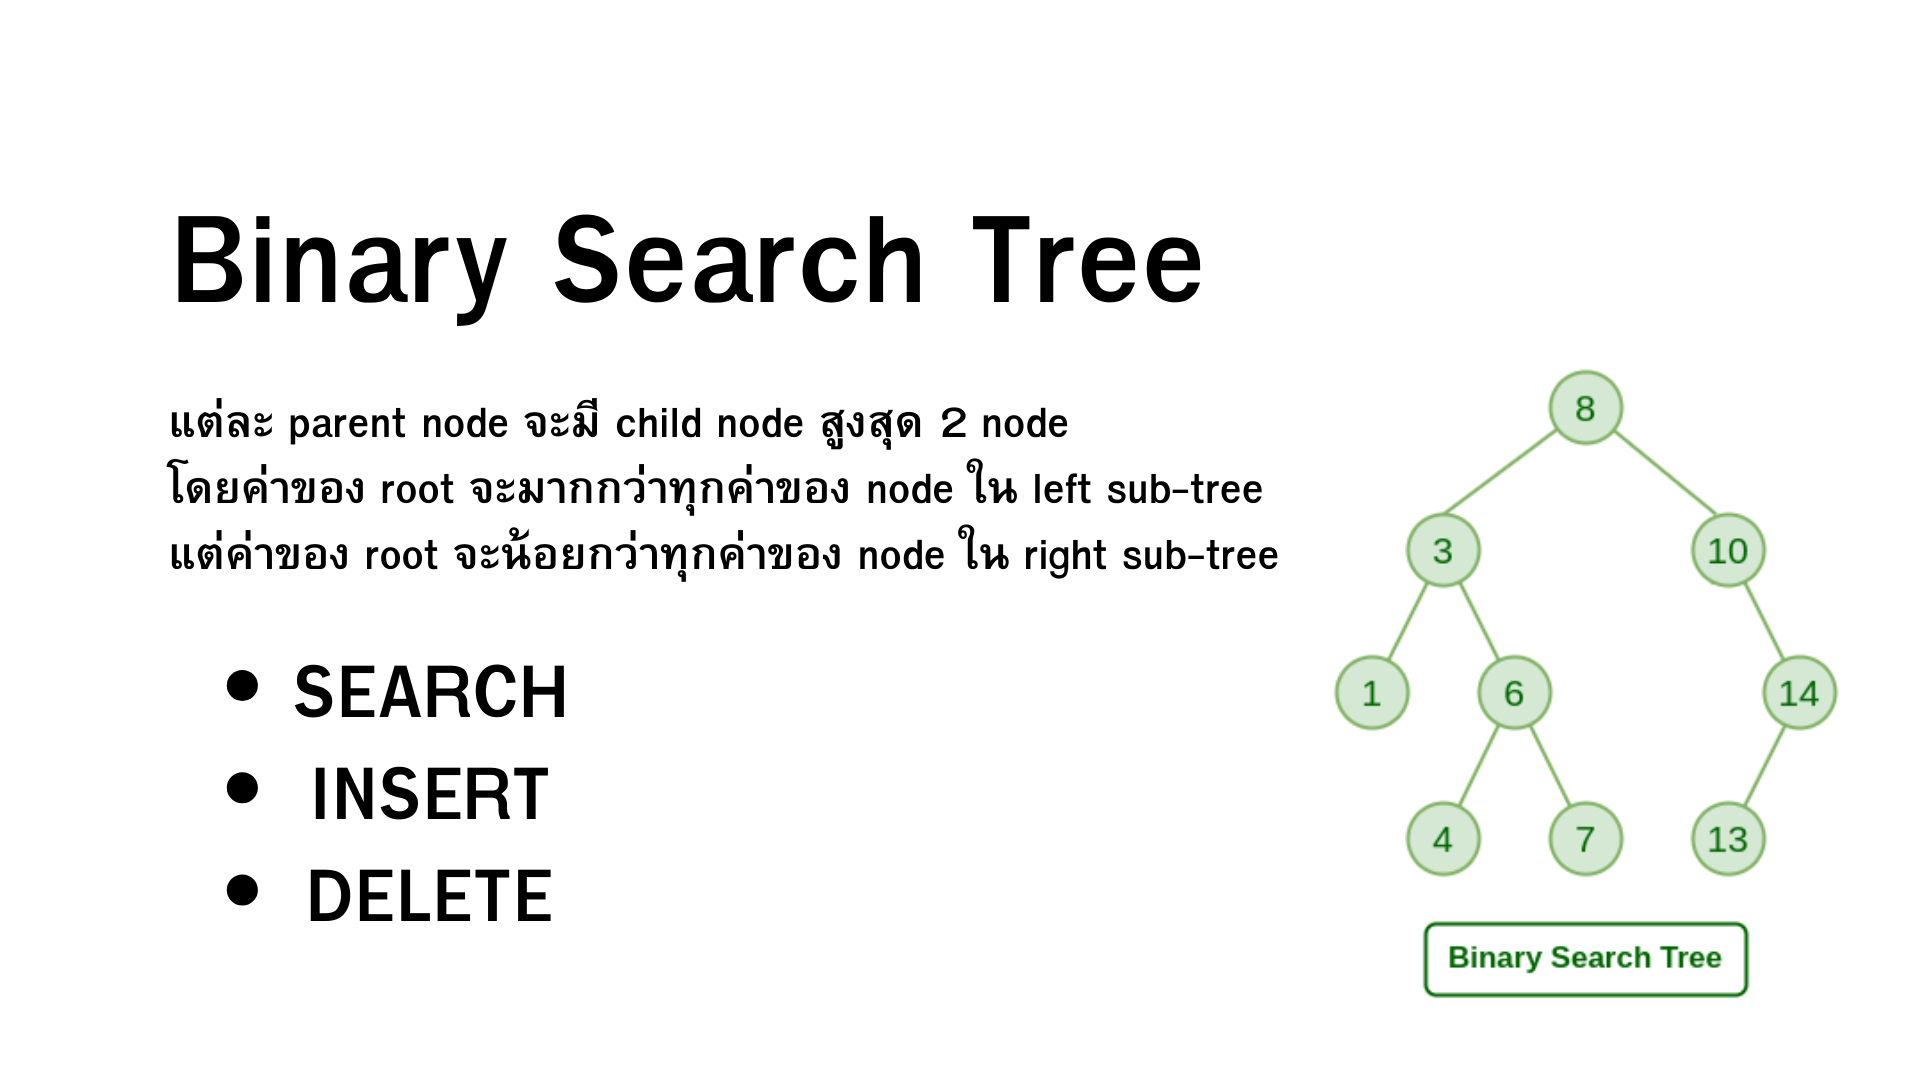 Binary Search Tree
แต่ละ parent node จะมี child node สูงสุด 2 node
โดยค่าของ root จะมากกว่าทุกค่าของ node ใน left sub-tree
แต่ค่าของ root จะน้อยกว่าทุกค่าของ node ใน right sub-tree
• SEARCH
• INSERT
• DELETE
8
3 10
1 6 14
4 7 13
Binary Search Tree